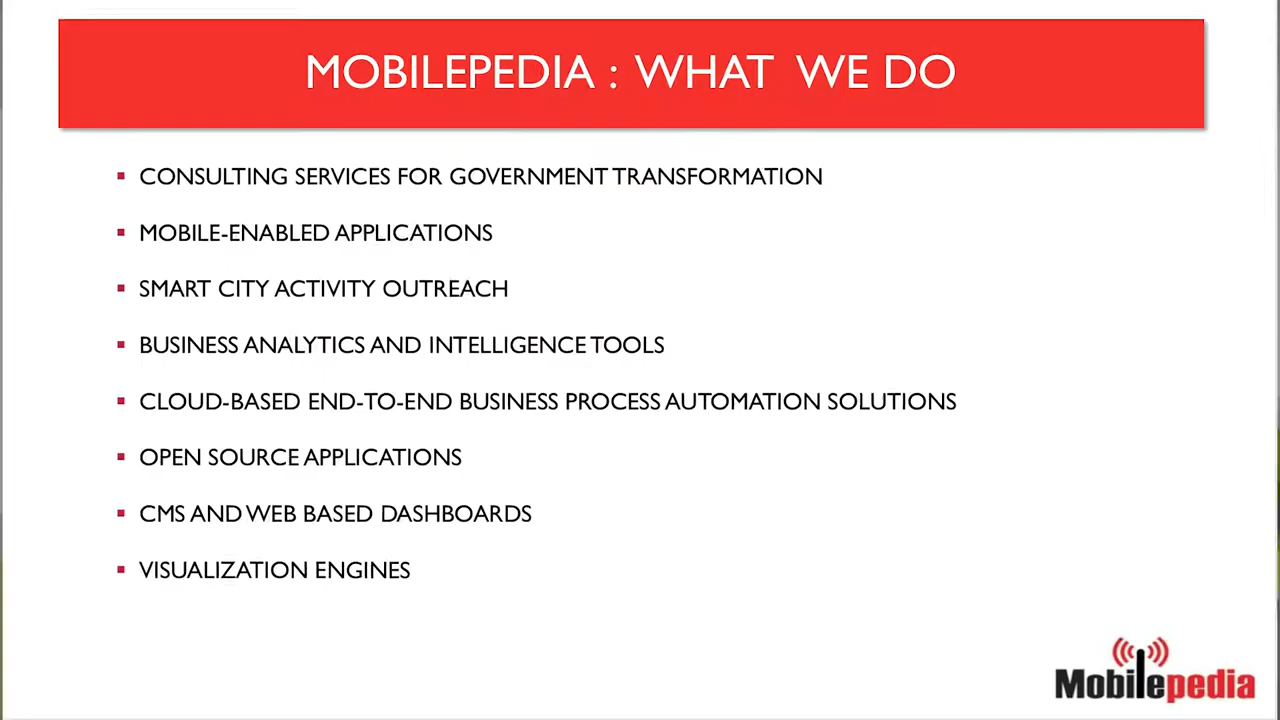 MOBILEPEDIA : WHAT WE DO
▪ CONSULTING SERVICES FOR GOVERNMENT TRANSFORMATION
▪ MOBILE-ENABLED APPLICATIONS
▪ SMART CITY ACTIVITY OUTREACH
▪ BUSINESS ANALYTICS AND INTELLIGENCE TOOLS
▪ CLOUD-BASED END-TO-END BUSINESS PROCESS AUTOMATION SOLUTIONS
▪ OPEN SOURCE APPLICATIONS
▪ CMS AND WEB BASED DASHBOARDS
▪ VISUALIZATION ENGINES
Mobilepedia